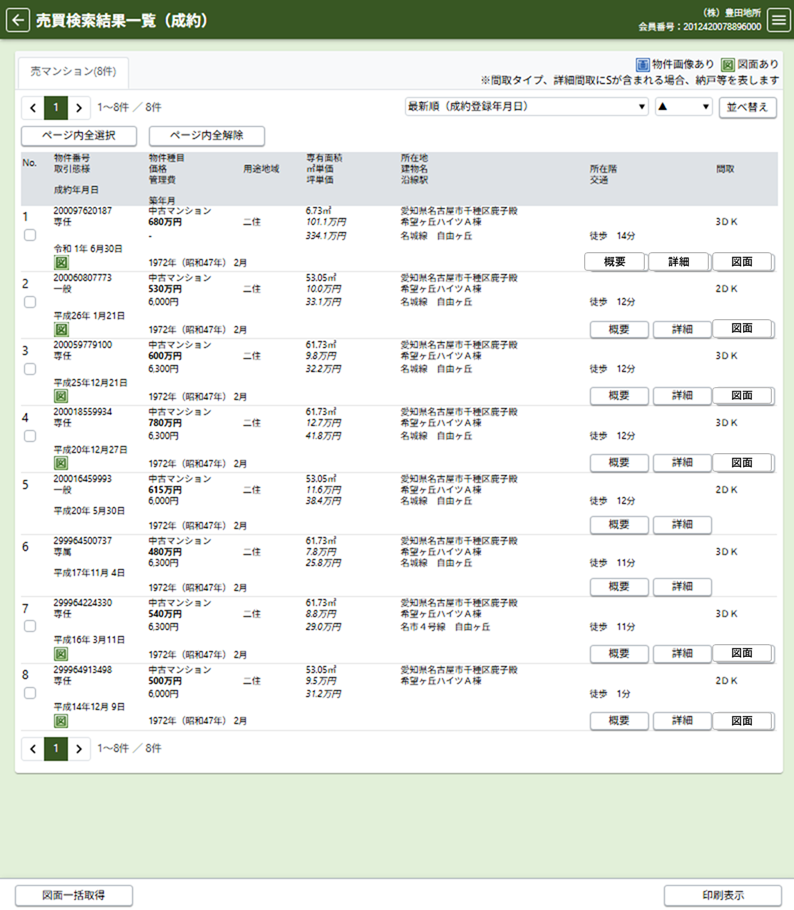 売買検索結果一覧（成約）
（株）豊田地所
会員番号：2012420078896000
売マンション(8件)
物件画像あり 図 図面あり
※間取タイプ、詳細間取にSが含まれる場合、納戸等を表します
1 1～8件 ／ 8件
最新順（成約登録年月日） ▲ 並べ替え
ページ内全選択 ページ内全解除
No. 物件番号 物件種目 専有面積 所在地
取引態様 価格 用途地域 ㎡単価 建物名 所在階 間取
管理費 坪単価 沿線駅 交通
成約年月日
築年月
1 200097620187 中古マンション 6.73㎡ 愛知県名古屋市千種区鹿子殿
専任 680万円 二住 101.1万円 希望ヶ丘ハイツＡ棟 3ＤＫ
- 334.1万円 名城線 自由ヶ丘 徒歩 14分
令和 1年 6月30日
図 1972年（昭和47年） 2月 概要 詳細 図面
2 200060807773 中古マンション 53.05㎡ 愛知県名古屋市千種区鹿子殿
一般 530万円 二住 10.0万円 希望ヶ丘ハイツＡ棟 2ＤＫ
6,000円 33.1万円 名城線 自由ヶ丘 徒歩 12分
平成26年 1月21日
図 1972年（昭和47年） 2月 概要 詳細 図面
3 200059779100 中古マンション 61.73㎡ 愛知県名古屋市千種区鹿子殿
専任 600万円 二住 9.8万円 希望ヶ丘ハイツＡ棟 3ＤＫ
6,300円 32.2万円 名城線 自由ヶ丘 徒歩 12分
平成25年12月21日
図 1972年（昭和47年） 2月 概要 詳細 図面
4 200018559934 中古マンション 61.73㎡ 愛知県名古屋市千種区鹿子殿
専任 780万円 二住 12.7万円 希望ヶ丘ハイツＡ棟 3ＤＫ
6,300円 41.8万円 名城線 自由ヶ丘 徒歩 12分
平成20年12月27日
図 1972年（昭和47年） 2月 概要 詳細 図面
5 200016459993 中古マンション 53.05㎡ 愛知県名古屋市千種区鹿子殿
一般 615万円 二住 11.6万円 希望ヶ丘ハイツＡ棟 2ＤＫ
6,000円 38.4万円 名城線 自由ヶ丘 徒歩 12分
平成20年 5月30日
1972年（昭和47年） 2月 概要 詳細
6 299964500737 中古マンション 61.73㎡ 愛知県名古屋市千種区鹿子殿
専属 480万円 二住 7.8万円 希望ヶ丘ハイツＡ棟 3ＤＫ
6,300円 25.8万円 名城線 自由ヶ丘 徒歩 11分
平成17年11月 4日
1972年（昭和47年） 2月 概要 詳細
7 299964224330 中古マンション 61.73㎡ 愛知県名古屋市千種区鹿子殿
専任 540万円 二住 8.8万円 希望ヶ丘ハイツＡ棟 3ＤＫ
6,300円 29.0万円 名市４号線 自由ヶ丘 徒歩 11分
平成16年 3月11日
図 1972年（昭和47年） 2月 概要 詳細 図面
8 299964913498 中古マンション 53.05㎡ 愛知県名古屋市千種区鹿子殿
専任 500万円 二住 9.5万円 希望ヶ丘ハイツＡ棟 2ＤＫ
6,000円 31.2万円 徒歩 1分
平成14年12月 9日
図 1972年（昭和47年） 2月 概要 詳細 図面
1 1～8件 ／ 8件
図面一括取得 印刷表示